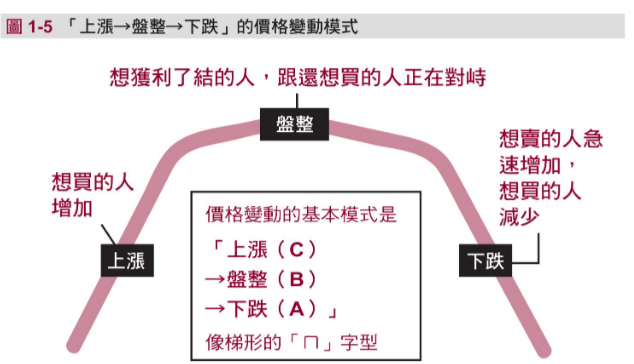 圖 1-5 「上漲→盤整→下跌」的價格變動模式
想獲利了結的人，跟還想買的人正在對峙
盤整
想買的人
增加
上漲
想賣的人急
速增加，
想買的人
減少
下跌
價格變動的基本模式是
「上漲（C）
→盤整（B）
→下跌（A）」
像梯形的「ㄇ」字型